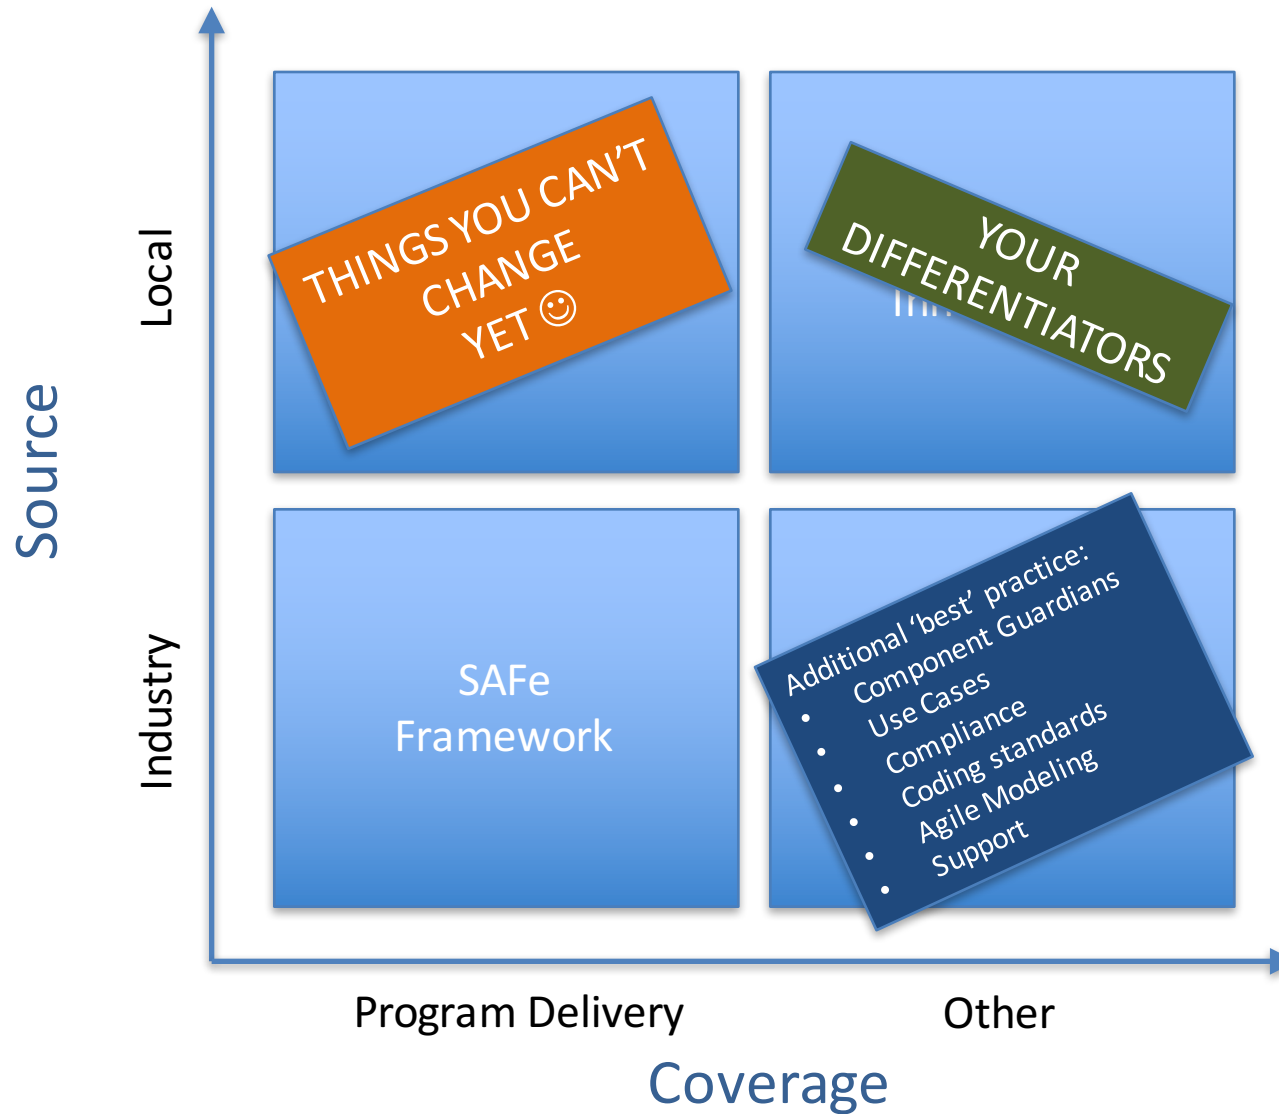 Source
Local
Industry
THINGS YOU CAN’T
CHANGE
YET ☺
YOUR
DIFFERENTIATORS
SAFe
Framework
Additional ‘best’ practice:
• Component Guardians
• Use Cases
• Compliance
• Coding standards
• Agile Modeling
• Support
Program Delivery
Other
Coverage